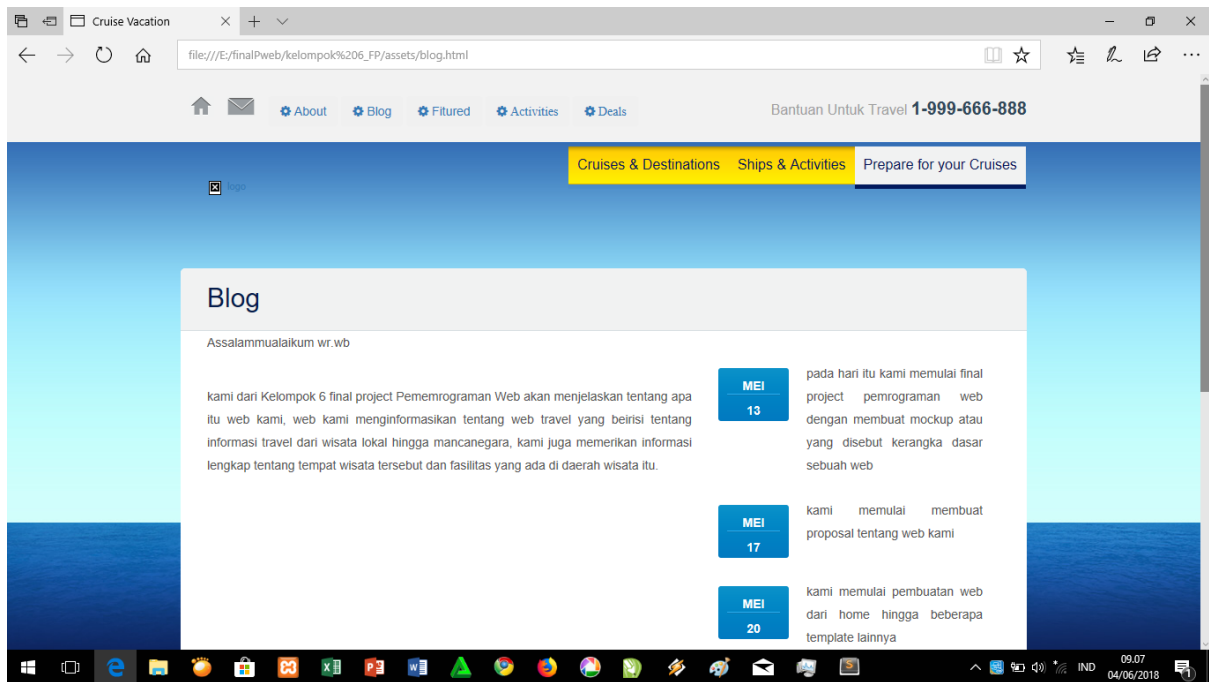 Cruise Vacation
file:///E:/finalPweb/kelompok%206_FP/assets/blog.html
About Blog Fitured Activities Deals Bantuan Untuk Travel 1-999-666-888
Cruises & Destinations Ships & Activities Prepare for your Cruises
logo
Blog
Assalammualaikum wr.wb
kami dari Kelompok 6 final project Pememrograman Web akan menjelaskan tentang apa
itu web kami, web kami menginformasikan tentang web travel yang beirisi tentang
informasi travel dari wisata lokal hingga mancanegara, kami juga memerikan informasi
lengkap tentang tempat wisata tersebut dan fasilitas yang ada di daerah wisata itu.
MEI
13
pada hari itu kami memulai final
project pemrograman web
dengan membuat mockup atau
yang disebut kerangka dasar
sebuah web
MEI
17
kami memulai membuat
proposal tentang web kami
MEI
20
kami memulai pembuatan web
dari home hingga beberapa
template lainnya
IND
09.07
04/06/2018